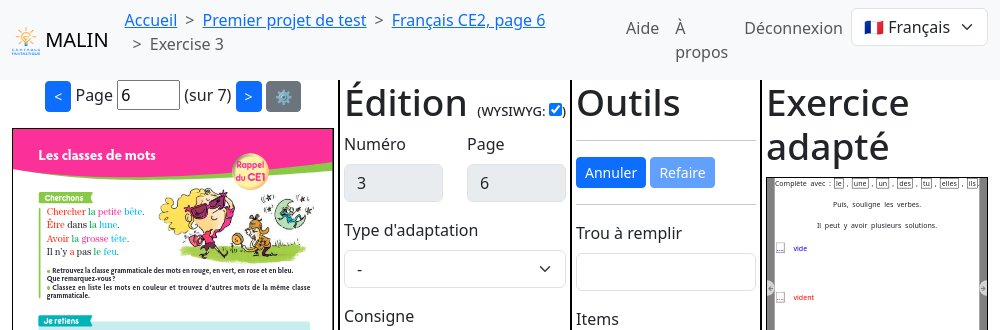 MALIN
Accueil > Premier projet de test > Français CE2, page 6
> Exercise 3
Aide
À propos
Déconnexion
🇫🇷 Français
< Page 6 (sur 7) > ⚙️
Les classes de mots
Rappel
du CE1
Cherchons
Chercher la petite bête.
Être dans la lune.
Avoir la grosse tête.
Il n'y a pas le feu.
• Retrouvez la classe grammaticale des mots en rouge, en vert, en rose et en bleu.
Que remarquez-vous ?
• Classez en liste les mots en couleur et trouvez d'autres mots de la même classe
grammaticale.
Je retiens
Édition (WYSIWYG: )
Numéro Page
3 6
Type d'adaptation
-
Consigne
Outils
Annuler Refaire
Trou à remplir
Items
Exercice
adapté
Complète avec : le , une , un , des , tu , elles , ils.
Puis, souligne les verbes.
Il peut y avoir plusieurs solutions.
... vide
... vident